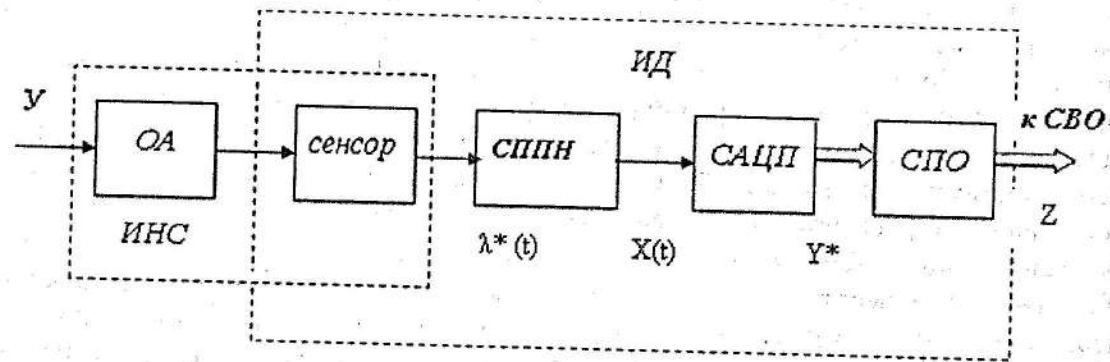 ИД
У
к СВО
ОА
сенсор
СППН
САЦП
СПО
ИНС
λ* (t)
X(t)
Y*
Z